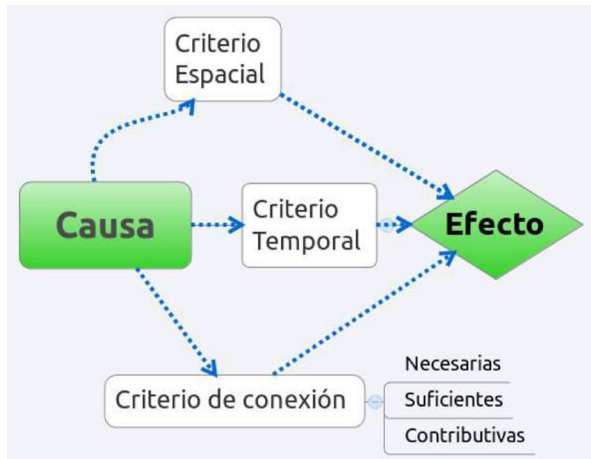 Criterio
Espacial
Causa
Criterio
Temporal
Efecto
Criterio de conexión
Necesarias
Suficientes
Contributivas